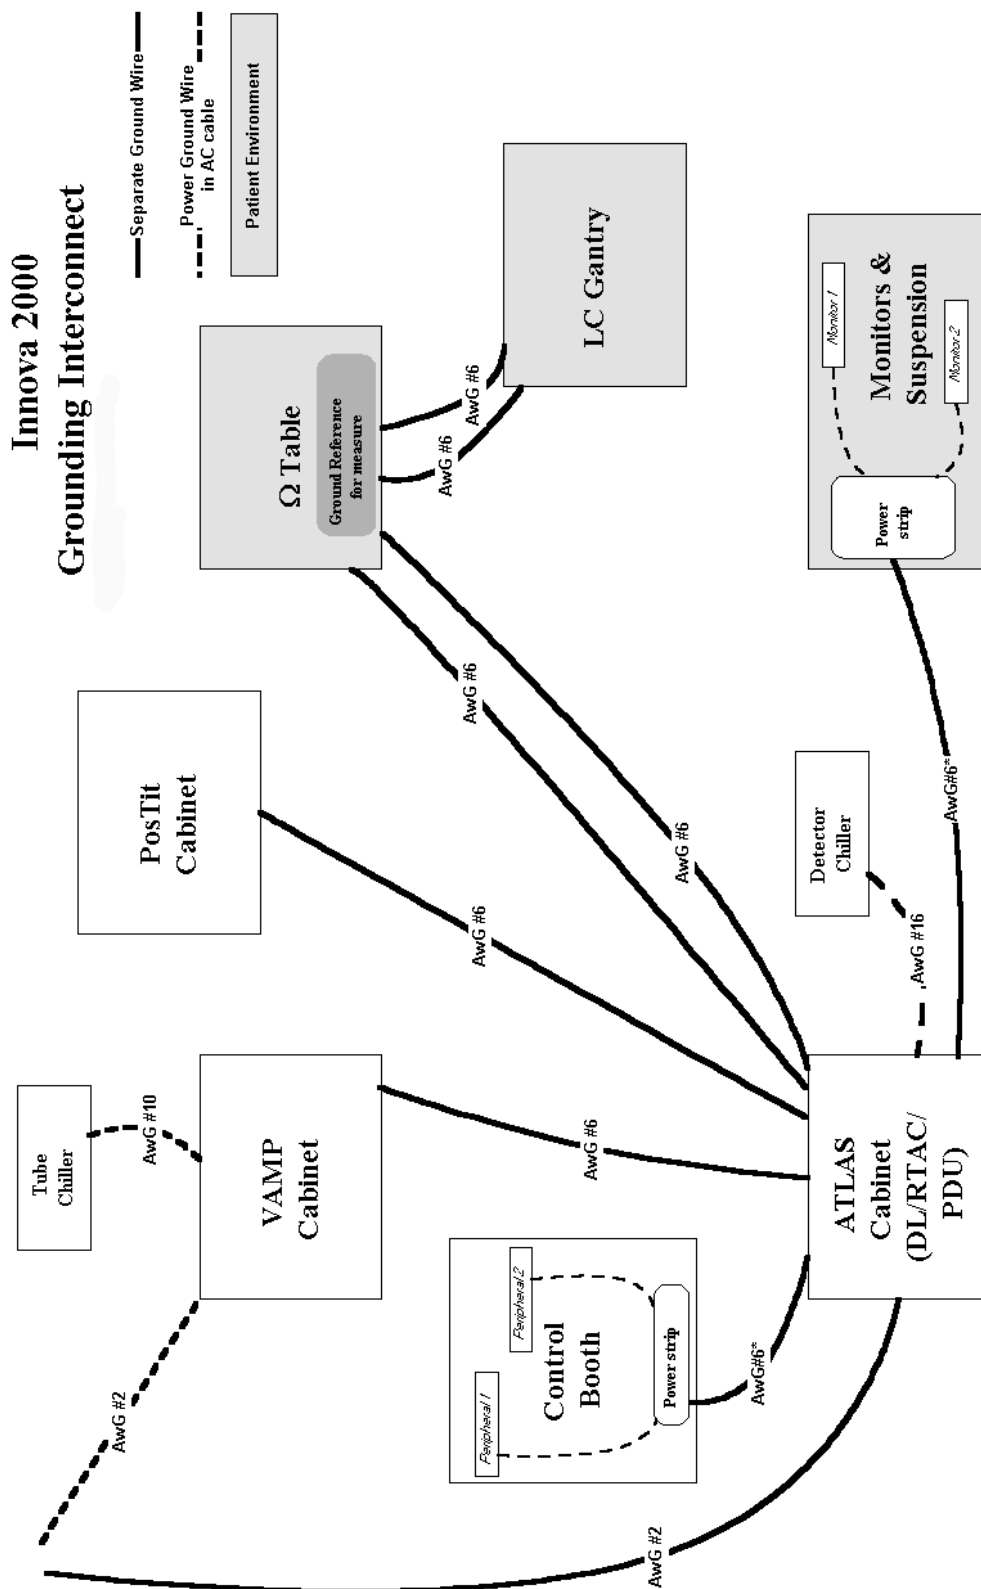 Innova 2000
Grounding Interconnect
Separate Ground Wire
Power Ground Wire
in AC cable
Patient Environment
Tube
Chiller
AwG #10
AwG #2
VAMP
Cabinet
PosTit
Cabinet
Ω Table
Ground Reference
for measure
AwG #6
AwG #6
LC Gantry
AwG #6
AwG #6
AwG #6
AwG #6
Peripheral 1
Peripheral 2
Control
Booth
Power strip
AwG#6*
AwG #2
ATLAS
Cabinet
(DL/RTAC/
PDU)
Detector
Chiller
AwG #16
AwG#6*
Power
strip
Monitor 1
Monitor 2
Monitors &
Suspension